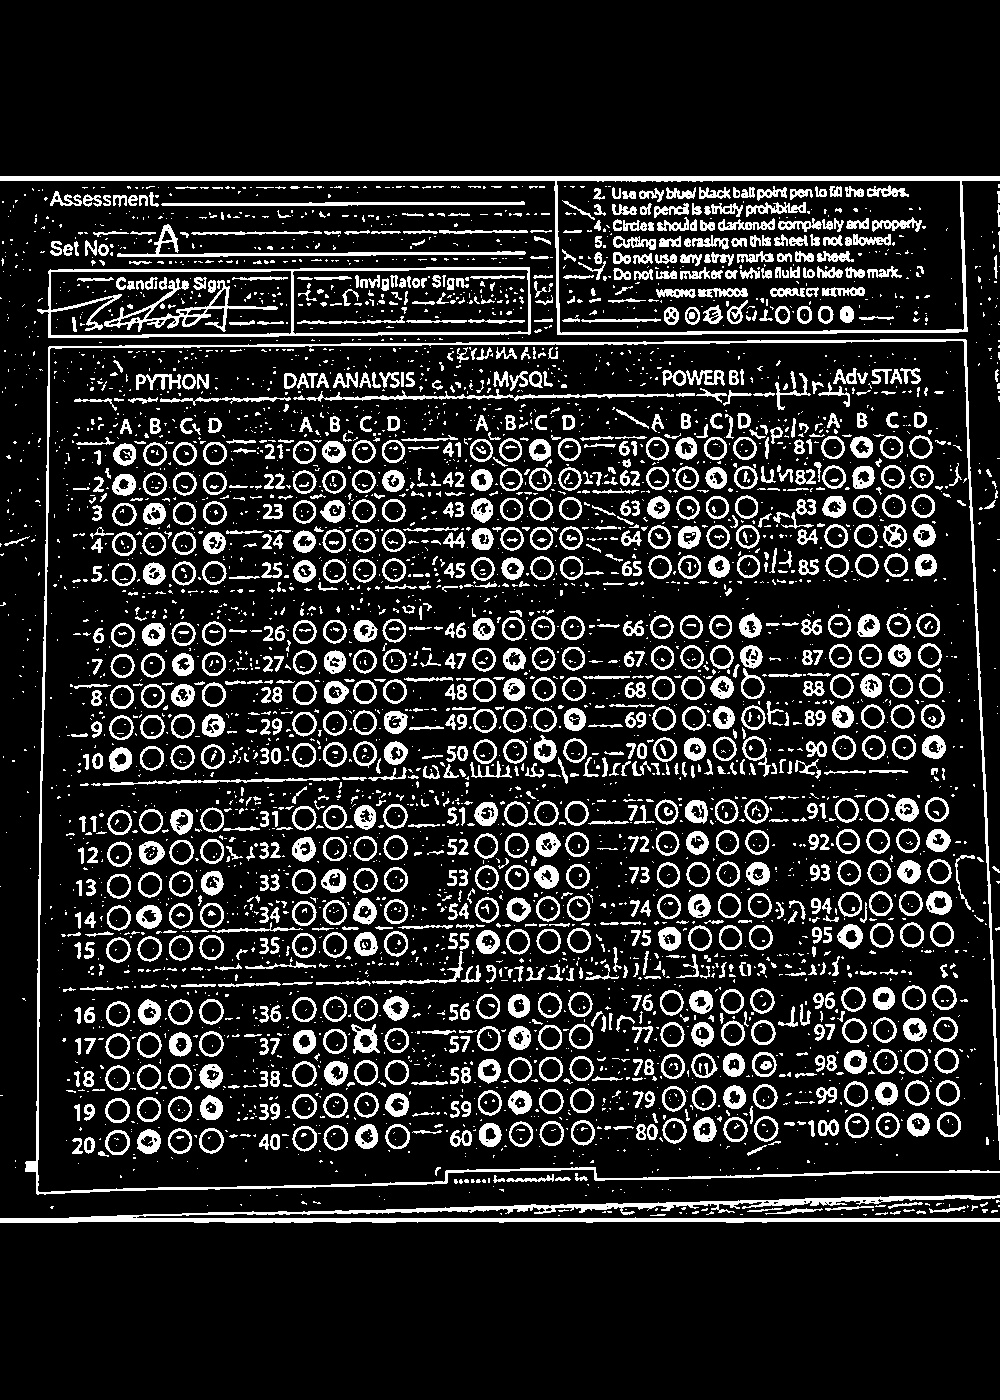 Assessment:
Set No: A
Candidate Sign:
Invigilator Sign:
2. Use only blue/ black ball point pen to fill the circles.
3. Use of pencil is strictly prohibited.
4. Circles should be darkened completely and properly.
5. Cutting and erasing on this sheet is not allowed.
6. Do not use any stray marks on the sheet.
7. Do not use marker or white fluid to hide the mark.
WRONG METHODS CORRECT METHOD
PYTHON DATA ANALYSIS MySQL POWER BI Adv STATS
A B C D A B C D A B C D A B C D A B C D
1 21 41 61 81
2 22 42 62 82
3 23 43 63 83
4 24 44 64 84
5 25 45 65 85
6 26 46 66 86
7 27 47 67 87
8 28 48 68 88
9 29 49 69 89
10 30 50 70 90
11 31 51 71 91
12 32 52 72 92
13 33 53 73 93
14 34 54 74 94
15 35 55 75 95
16 36 56 76 96
17 37 57 77 97
18 38 58 78 98
19 39 59 79 99
20 40 60 80 100